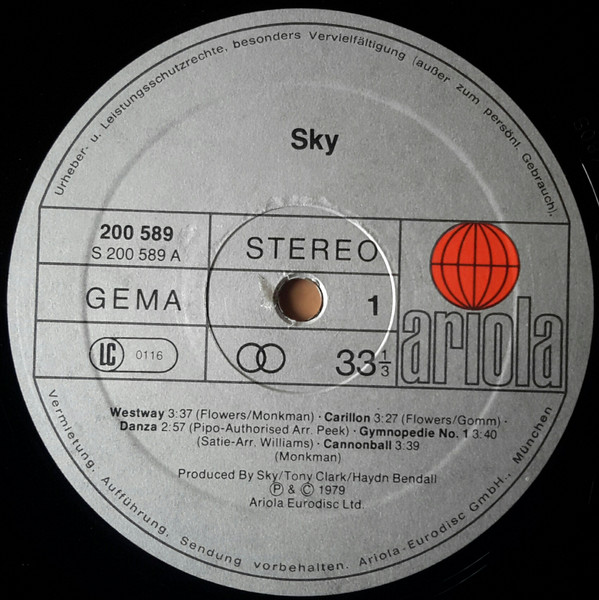 Urheber- u. Leistungsschutzrechte, besonders Vervielfältigung (außer zum persönl. Gebrauch),
Sky
200 589
S 200 589 A
STEREO
GEMA
1
ariola
LC 0116
33 1/3
Westway 3:37 (Flowers/Monkman) · Carillon 3:27 (Flowers/Gomm) ·
Danza 2:57 (Pipo-Authorised Arr. Peek) · Gymnopedie No. 1 3:40
(Satie-Arr. Williams) · Cannonball 3:39
(Monkman)
Produced By Sky/Tony Clark/Haydn Bendall
Ⓟ & © 1979
Ariola Eurodisc Ltd.
Vermietung, Aufführung, Sendung vorbehalten. Ariola-Eurodisc GmbH., München